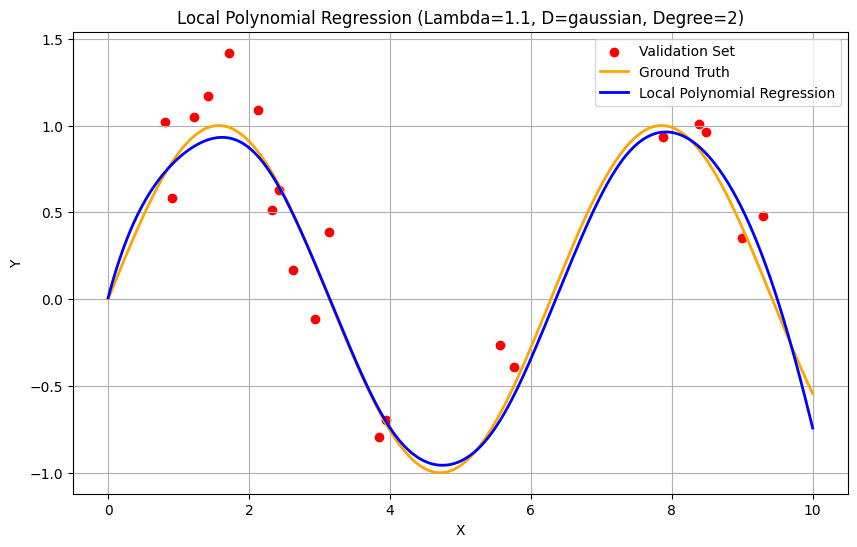 Local Polynomial Regression (Lambda=1.1, D=gaussian, Degree=2)
Validation Set
Ground Truth
Local Polynomial Regression
1.5
1.0
0.5
0.0
−0.5
−1.0
Y
0 2 4 6 8 10
X